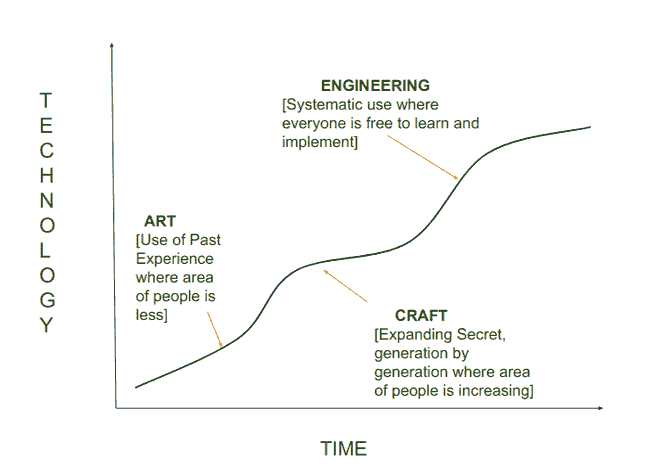 TECHNOLOGY
ENGINEERING
[Systematic use where
everyone is free to learn and
implement]
ART
[Use of Past
Experience
where area
of people is
less]
CRAFT
[Expanding Secret,
generation by
generation where area
of people is increasing]
TIME